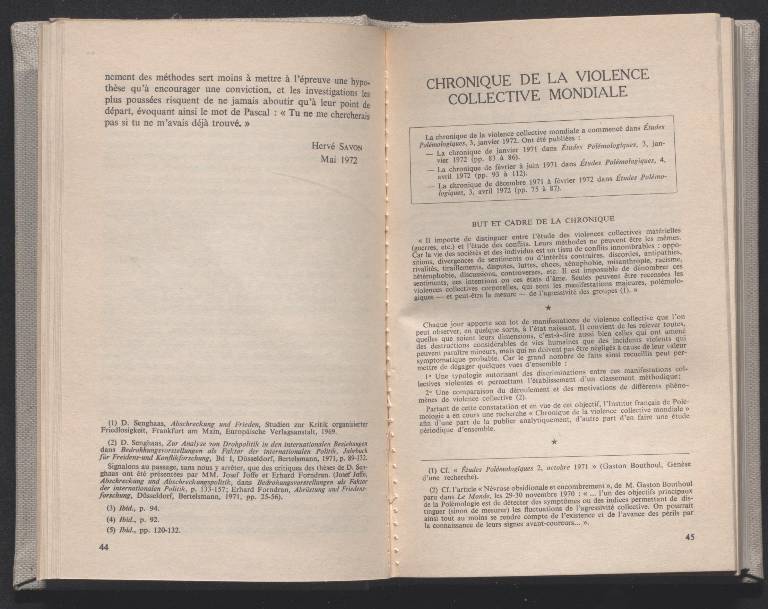 nement des méthodes sert moins à mettre à l'épreuve une hypo-
thèse qu'à encourager une conviction, et les investigations les
plus poussées risquent de ne jamais aboutir qu'à leur point de
départ, évoquant ainsi le mot de Pascal : « Tu ne me chercherais
pas si tu ne m'avais déjà trouvé. »
Hervé SAVON
Mai 1972
(1) D. Senghaas, Abschreckung und Frieden, Studien zur Kritik organisierter
Friedlosigkeit, Frankfurt am Main, Europäische Verlagsanstalt, 1969.
(2) D. Senghaas, Zur Analyse von Drohpolitik in den Internationalen Beziehungen
dans Bedrohungsvorstellungen als Faktor der internationalen Politik, Jahrbuch
für Friedens-und Konfliktforschung, Bd 1, Düsseldorf, Bertelsmann, 1971, p. 89-132.
Signalons au passage, sans nous y arrêter, que des critiques des thèses de D. Sen-
ghaas ont été présentées par MM. Josef Joffe et Erhard Forndran. (Josef Joffe,
Abschreckung und Abschreckungspolitik, dans Bedrohungsvorstellungen als Faktor
der internationalen Politik, p. 133-157; Erhard Forndran, Abrüstung und Friedens-
forschung, Düsseldorf, Bertelsmann, 1971, pp. 25-56).
(3) Ibid., p. 94.
(4) Ibid., p. 92.
(5) Ibid., pp. 120-132.
44
CHRONIQUE DE LA VIOLENCE
COLLECTIVE MONDIALE
La chronique de la violence collective mondiale a commencé dans Études
Polémologiques, 3, janvier 1972. Ont été publiées :
— La chronique de janvier 1971 dans Études Polémologiques, 3, jan-
vier 1972 (pp. 83 à 86).
— La chronique de février à juin 1971 dans Études Polémologiques, 4,
avril 1972 (pp. 93 à 112).
— La chronique de décembre 1971 à février 1972 dans Études Polémo-
logiques, 3, avril 1972 (pp. 75 à 87).
BUT ET CADRE DE LA CHRONIQUE
« Il importe de distinguer entre l'étude des violences collectives matérielles
(guerres, etc.) et l'étude des conflits. Leurs méthodes ne peuvent être les mêmes.
Car la vie des sociétés et des individus est un tissu de conflits innombrables : oppo-
sitions, divergences de sentiments ou d'intérêts contraires, discordes, antipathies,
rivalités, tiraillements, disputes, luttes, chocs, xénophobie, misanthropie, racisme,
hétérophobie, discussions, controverses, etc. Il est impossible de dénombrer ces
sentiments, ces intentions ou ces états d'âme. Seules peuvent être recensées les
violences collectives corporelles, qui sont les manifestations majeures, polémolo-
giques — et peut-être la mesure — de l'agressivité des groupes (1). »
★
Chaque jour apporte son lot de manifestations de violence collective que l'on
peut observer, en quelque sorte, à l'état naissant. Il convient de les relever toutes,
quelles que soient leurs dimensions, c'est-à-dire aussi bien celles qui ont amené
des destructions considérables de vies humaines que des incidents violents qui
peuvent paraître mineurs, mais qui ne doivent pas être négligés à cause de leur valeur
symptomatique probable. Car le grand nombre de faits ainsi recueillis peut per-
mettre de dégager quelques vues d'ensemble :
1° Une typologie autorisant des discriminations entre ces manifestations col-
lectives violentes et permettant l'établissement d'un classement méthodique;
2° Une comparaison du déroulement et des motivations de différents phéno-
mènes de violence collective (2).
Partant de cette constatation et en vue de cet objectif, l'Institut français de Polé-
mologie a en cours une recherche « Chronique de la violence collective mondiale »
afin d'une part de la publier analytiquement, d'autre part d'en faire une étude
périodique d'ensemble.
★
(1) Cf. « Études Polémologiques 2, octobre 1971 » (Gaston Bouthoul, Genèse
d'une recherche).
(2) Cf. l'article « Névrose obsidionale et encombrement », de M. Gaston Bouthoul
paru dans Le Monde, les 29-30 novembre 1970 : « ... l'un des objectifs principaux
de la Polémologie est de détecter des symptômes ou des indices permettant de dis-
tinguer (sinon de mesurer) les fluctuations de l'agressivité collective. On pourrait
ainsi tout au moins se rendre compte de l'existence et de l'avance des périls par
la connaissance de leurs signes avant-coureurs... ».
45